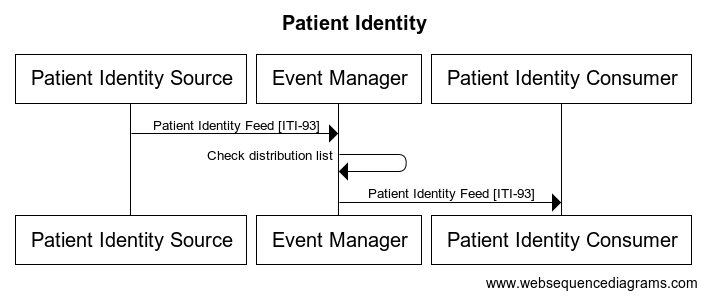 Patient Identity
Patient Identity Source
Event Manager
Patient Identity Consumer
Patient Identity Feed [ITI-93]
Check distribution list
Patient Identity Feed [ITI-93]
Patient Identity Source
Event Manager
Patient Identity Consumer
www.websequencediagrams.com